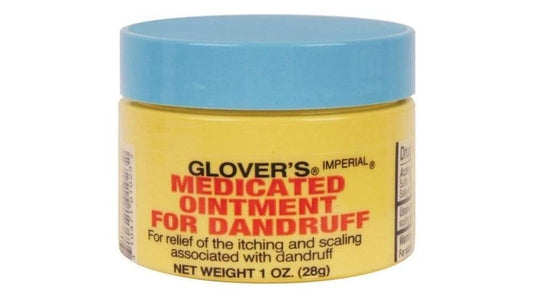 GLOVER'S® IMPERIAL®
MEDICATED
OINTMENT
FOR DANDRUFF
For relief of the itching and scaling
associated with dandruff
NET WEIGHT 1 OZ. (28g)